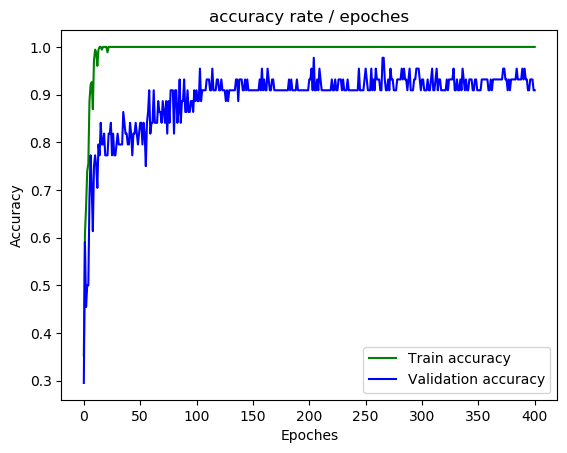 accuracy rate / epoches
1.0
0.9
0.8
0.7
0.6
0.5
0.4
0.3
Accuracy
Train accuracy
Validation accuracy
0 50 100 150 200 250 300 350 400
Epoches